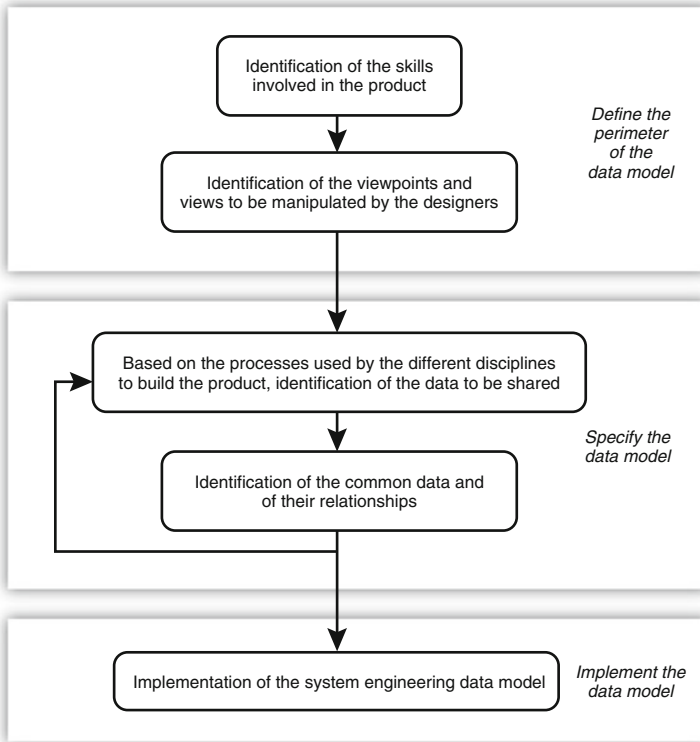 Identification of the skills
involved in the product
Define the
perimeter
of the
data model
Identification of the viewpoints and
views to be manipulated by the designers
Based on the processes used by the different disciplines
to build the product, identification of the data to be shared
Specify the
data model
Identification of the common data and
of their relationships
Implementation of the system engineering data model
Implement the
data model